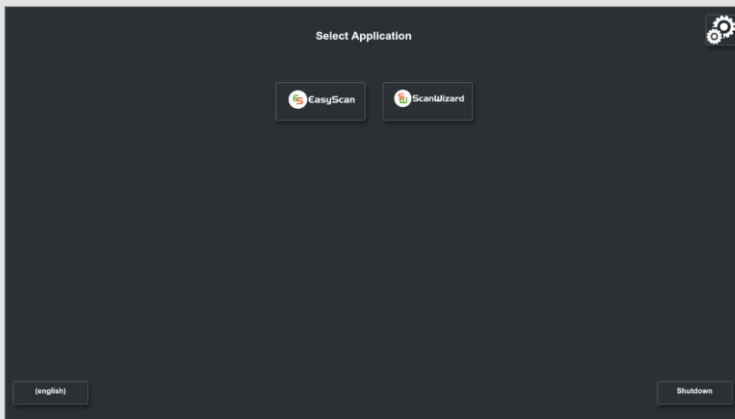 Select Application
EasyScan
ScanWizard
(english)
Shutdown